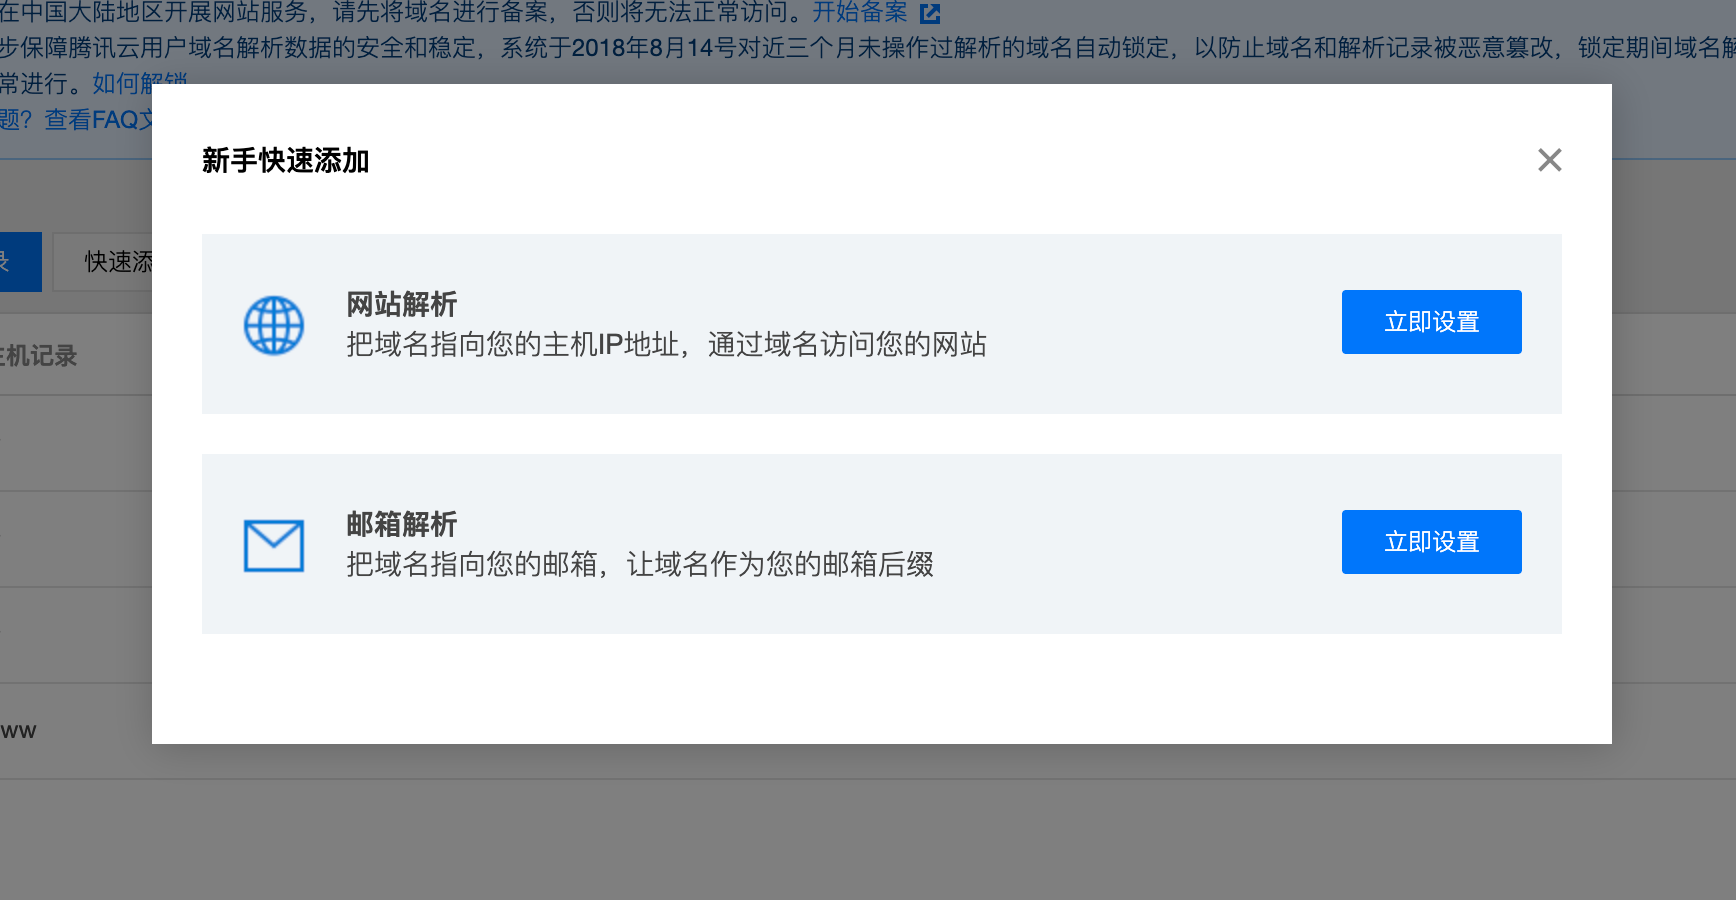 在中国大陆地区开展网站服务，请先将域名进行备案，否则将无法正常访问。开始备案
步保障腾讯云用户域名解析数据的安全和稳定，系统于2018年8月14号对近三个月未操作过解析的域名自动锁定，以防止域名和解析记录被恶意篡改，锁定期间域名解
常进行。如何解锁
题？查看FAQ文
新手快速添加
录
快速添
网站解析
把域名指向您的主机IP地址，通过域名访问您的网站
立即设置
主机记录
邮箱解析
把域名指向您的邮箱，让域名作为您的邮箱后缀
立即设置
ww